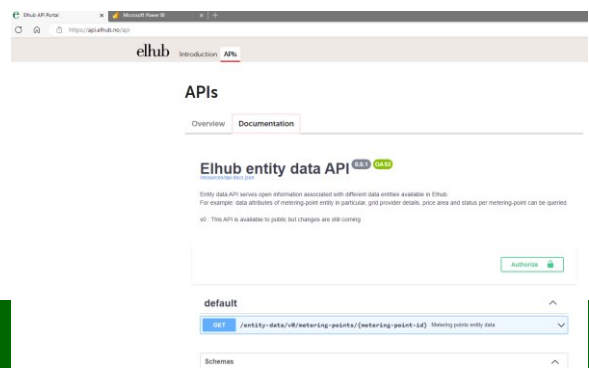 Elhub API Portal
Microsoft Power BI
https://api.elhub.no/api
elhub Introduction APIs
APIs
Overview Documentation
Elhub entity data API 0.0.1 OAS3
/resources/api-docs.json
Entity data API serves open information associated with different data entities available in Elhub.
For example: data attributes of metering-point entity in particular, grid provider details, price area and status per metering-point can be queried.
v0 : This API is available to public but changes are still coming
Authorize
default
GET /entity-data/v0/metering-points/{metering-point-id} Metering points entity data
Schemas